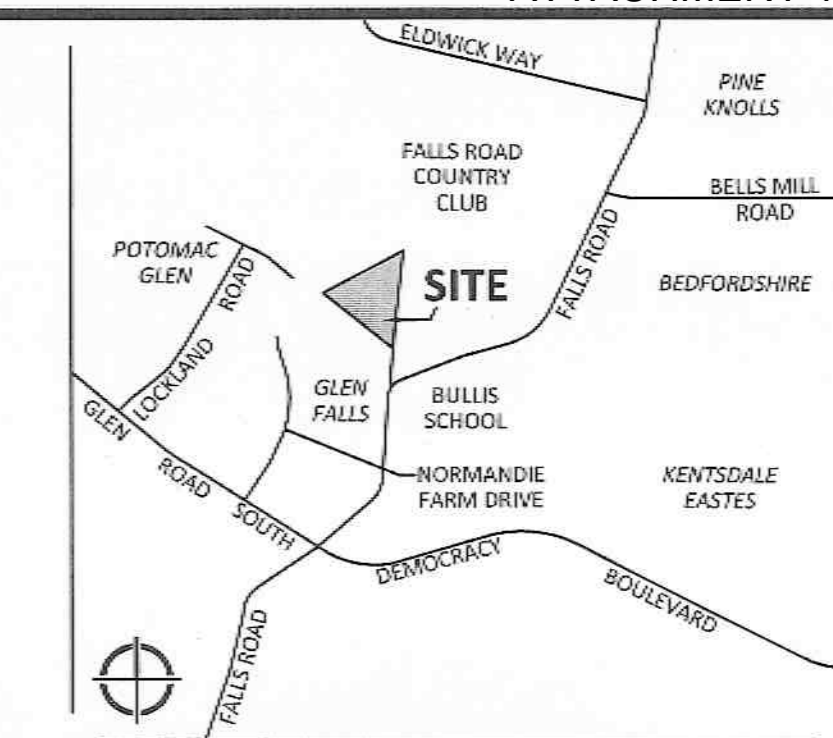 ELDWICK WAY
PINE
KNOLLS
FALLS ROAD
COUNTRY
CLUB
BELLS MILL
ROAD
POTOMAC
GLEN
LOCKLAND ROAD
SITE
FALLS ROAD
BEDFORDSHIRE
GLEN
FALLS
BULLIS
SCHOOL
GLEN ROAD SOUTH
NORMANDIE
FARM DRIVE
KENTSDALE
EASTES
DEMOCRACY BOULEVARD
FALLS ROAD